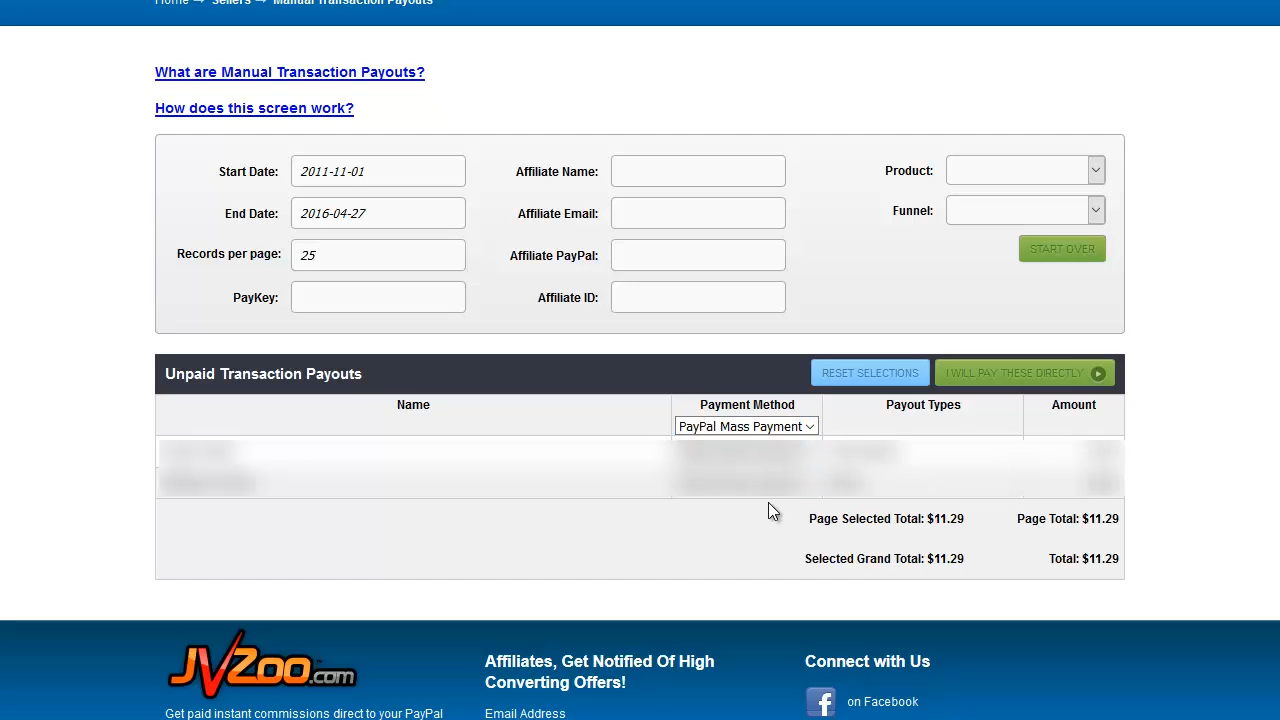 Home → Sellers → Manual Transaction Payouts
What are Manual Transaction Payouts?
How does this screen work?
Start Date: 2011-11-01 Affiliate Name: Product:
End Date: 2016-04-27 Affiliate Email: Funnel:
Records per page: 25 Affiliate PayPal: START OVER
PayKey: Affiliate ID:
Unpaid Transaction Payouts RESET SELECTIONS I WILL PAY THESE DIRECTLY
Name Payment Method Payout Types Amount
PayPal Mass Payment
Page Selected Total: $11.29 Page Total: $11.29
Selected Grand Total: $11.29 Total: $11.29
JVZoo.com
Affiliates, Get Notified Of High
Converting Offers!
Connect with Us
f on Facebook
Get paid instant commissions direct to your PayPal
Email Address